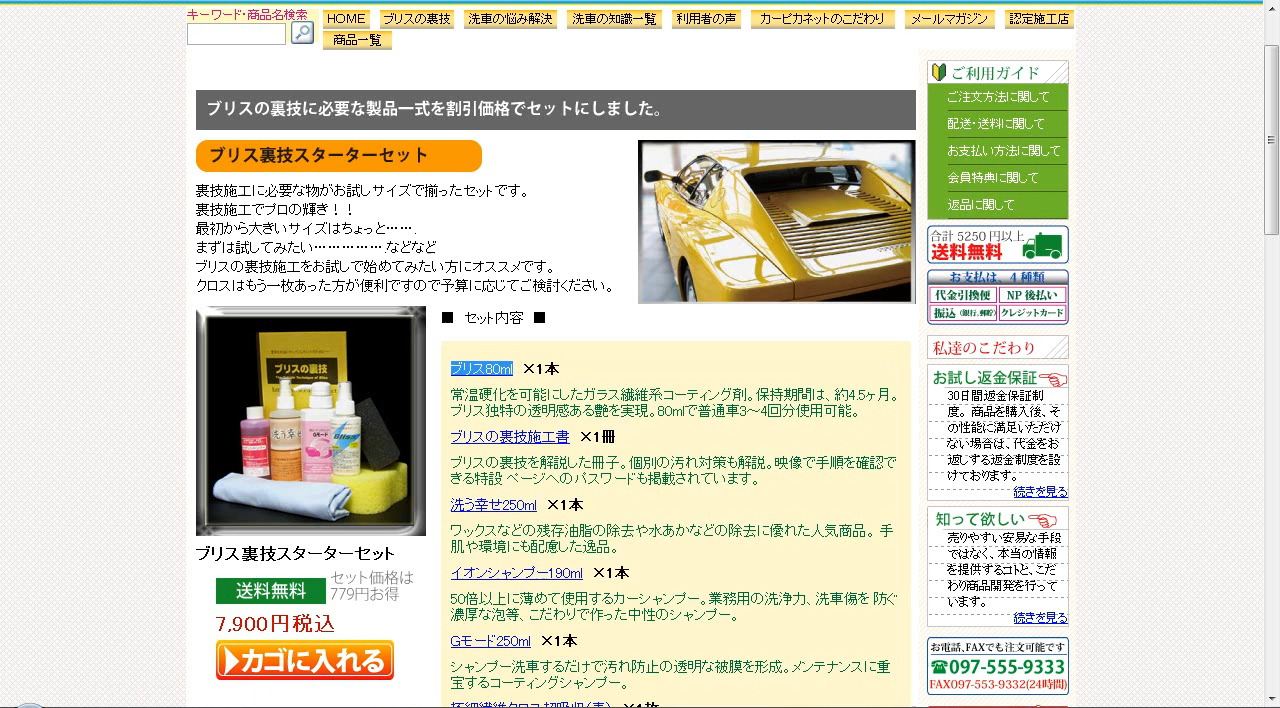 キーワード・商品名検索
HOME
ブリスの裏技
洗車の悩み解決
洗車の知識一覧
利用者の声
カービカネットのこだわり
メールマガジン
認定施工店
商品一覧
ブリスの裏技に必要な製品一式を割引価格でセットにしました。
ブリス裏技スターターセット
裏技施工に必要な物がお試しサイズで揃ったセットです。
裏技施工でプロの輝き！！
最初から大きいサイズはちょっと……．
まずは試してみたい……………などなど
ブリスの裏技施工をお試しで始めてみたい方にオススメです。
クロスはもう一枚くらいあるが便利ですので予算に応じてご検討ください。
ブリスの裏技
洗う幸せ
Gモード
ブリス裏技スターターセット
送料無料
セット価格は
779円お得
7,900円税込
カゴに入れる
■ セット内容 ■
ブリス80ml ×1本
常温硬化を可能にしたガラス繊維系コーティング剤。保持期間は、約4.5ヶ月。
ブリス独特の透明感ある艶を実現。80mlで普通車3～4回分使用可能。
ブリスの裏技施工書 ×1冊
ブリスの裏技を解説した冊子。個別の汚れ対策も解説。映像で手順を確認で
きる特設 ページへのパスワードも掲載されています。
洗う幸せ250ml ×1本
ワックスなどの残存油脂の除去や水あかなどの除去に優れた人気商品。 手
肌や環境にも配慮した逸品。
イオンシャンプー190ml ×1本
50倍以上に薄めて使用するカーシャンプー。業務用の洗浄力、洗車傷を 防ぐ
濃厚な泡等、こだわりで作った中性のシャンプー。
Gモード250ml ×1本
シャンプー洗車するだけで汚れ防止の透明な被膜を形成。メンテナンスに重
宝するコーティングシャンプー。
ご利用ガイド
ご注文方法に関して
配送・送料に関して
お支払い方法に関して
会員特典に関して
返品に関して
合計 5250 円以上
送料無料
お支払は、4 種類
代金引換便
NP 後払い
振込（銀行、郵貯）
クレジットカード
私達のこだわり
お試し返金保証
30日間返金保証制
度。商品を購入後、そ
の性能に満足いただけ
ない場合は、代金をお
返しする返金制度を設
けております。
続きを見る
知って欲しい
売りやすい安易な手段
ではなく、本当の情報
を提供するコトと、こだ
わり商品開発を行って
います。
続きを見る
お電話、FAXでも注文可能です
☎097-555-9333
FAX097-553-9332(24時間)